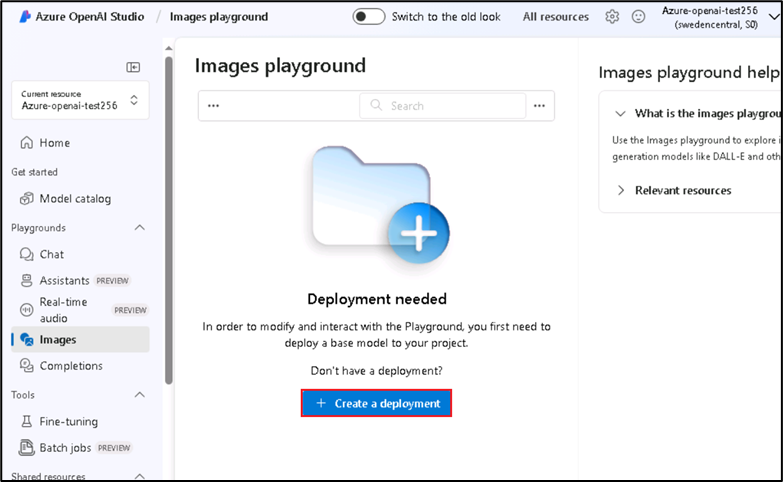 Azure OpenAI Studio / Images playground
Switch to the old look
All resources
Azure-openai-test256
(swedencentral, S0)
Current resource
Azure-openai-test256
Home
Get started
Model catalog
Playgrounds
Chat
Assistants PREVIEW
Real-time
audio
PREVIEW
Images
Completions
Tools
Fine-tuning
Batch jobs PREVIEW
Shared resources
Images playground
Search
Deployment needed
In order to modify and interact with the Playground, you first need to
deploy a base model to your project.
Don't have a deployment?
+ Create a deployment
Images playground help
What is the images playgrou
Use the Images playground to explore i
generation models like DALL-E and oth
Relevant resources